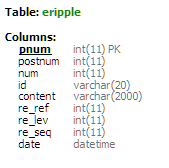 Table: eripple
Columns:
pnum int(11) PK
postnum int(11)
num int(11)
id varchar(20)
content varchar(2000)
re_ref int(11)
re_lev int(11)
re_seq int(11)
date datetime